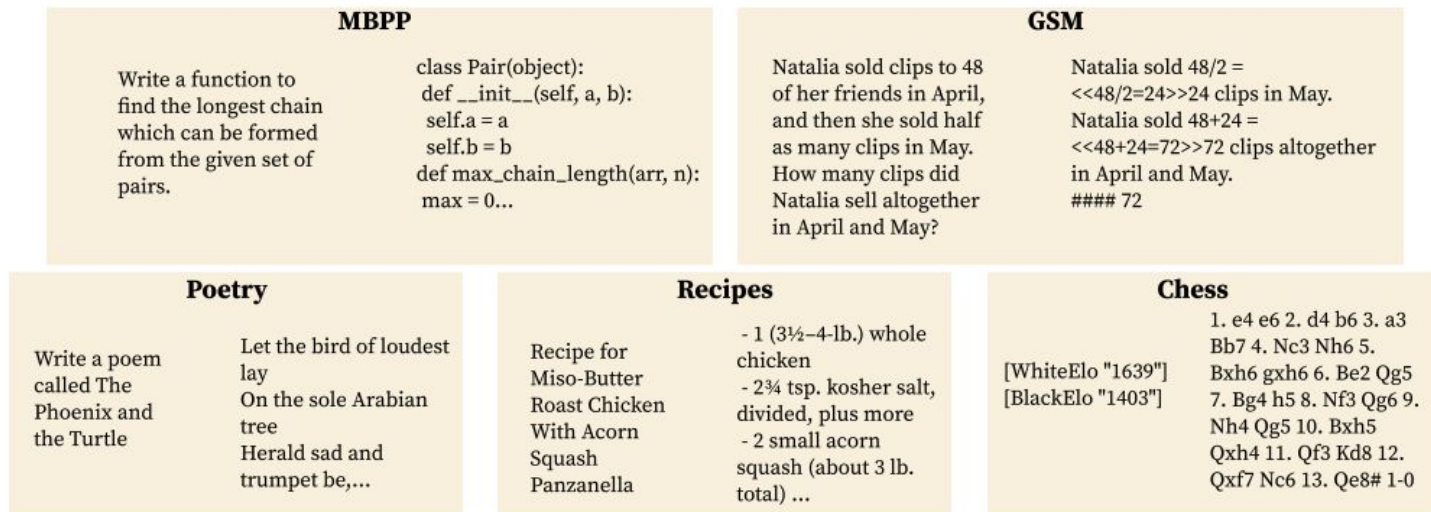 MBPP
Write a function to
find the longest chain
which can be formed
from the given set of
pairs.
class Pair(object):
def __init__(self, a, b):
self.a = a
self.b = b
def max_chain_length(arr, n):
max = 0...
GSM
Natalia sold clips to 48
of her friends in April,
and then she sold half
as many clips in May.
How many clips did
Natalia sell altogether
in April and May?
Natalia sold 48/2 =
<<48/2=24>>24 clips in May.
Natalia sold 48+24 =
<<48+24=72>>72 clips altogether
in April and May.
#### 72
Poetry
Write a poem
called The
Phoenix and
the Turtle
Let the bird of loudest
lay
On the sole Arabian
tree
Herald sad and
trumpet be,...
Recipes
Recipe for
Miso-Butter
Roast Chicken
With Acorn
Squash
Panzanella
- 1 (3½–4-lb.) whole
chicken
- 2¾ tsp. kosher salt,
divided, plus more
- 2 small acorn
squash (about 3 lb.
total) ...
Chess
[WhiteElo "1639"]
[BlackElo "1403"]
1. e4 e6 2. d4 b6 3. a3
Bb7 4. Nc3 Nh6 5.
Bxh6 gxh6 6. Be2 Qg5
7. Bg4 h5 8. Nf3 Qg6 9.
Nh4 Qg5 10. Bxh5
Qxh4 11. Qf3 Kd8 12.
Qxf7 Nc6 13. Qe8# 1-0